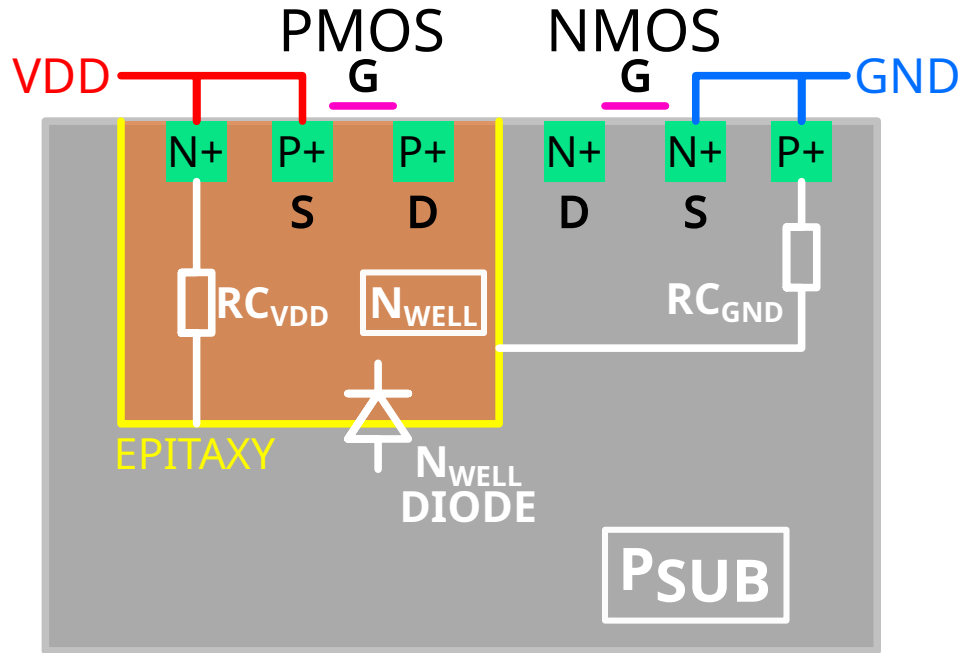 PMOS NMOS
VDD G G GND
N+ P+ P+ N+ N+ P+
S D D S
RCVDD NWELL RCGND
EPITAXY
NWELL
DIODE
PSUB